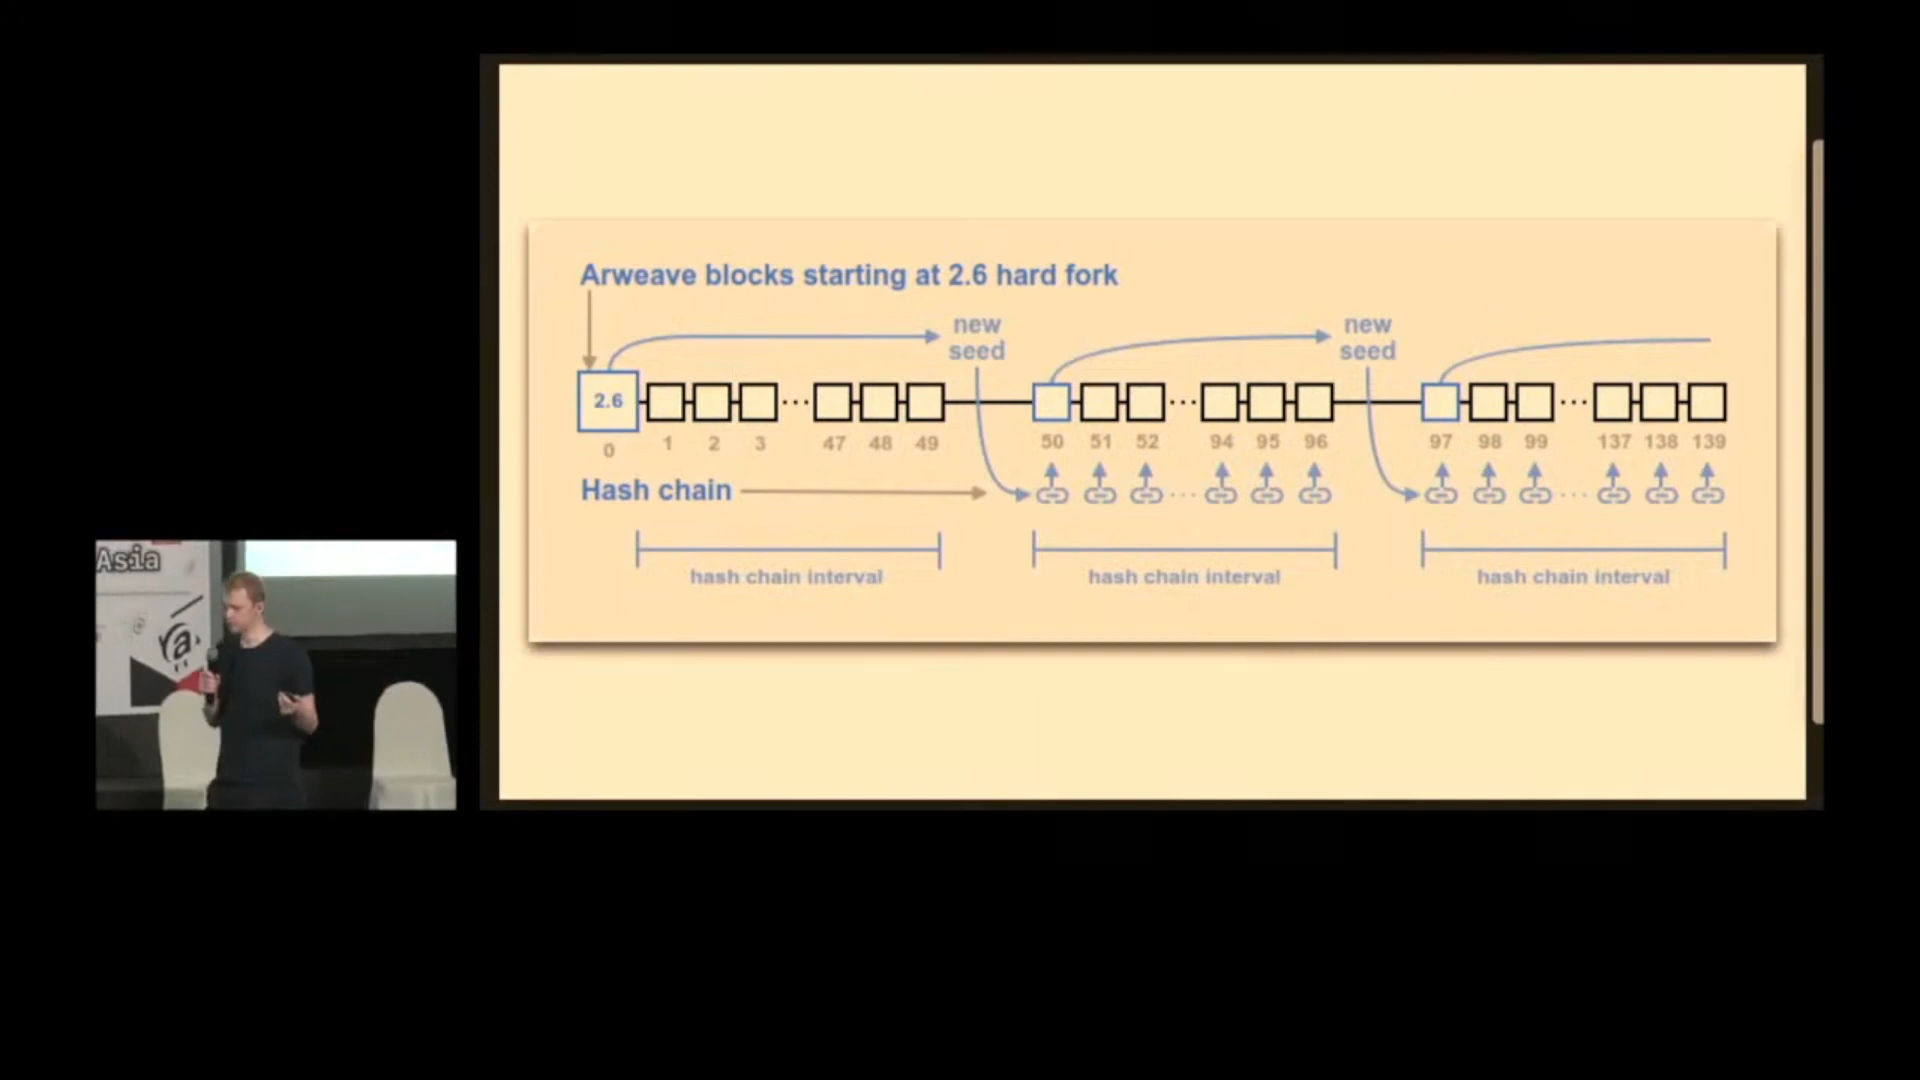 Arweave blocks starting at 2.6 hard fork
new
seed
new
seed
2.6
0 1 2 3 ... 47 48 49 50 51 52 ... 94 95 96 97 98 99 ... 137 138 139
Hash chain
hash chain interval hash chain interval hash chain interval
Asia
a